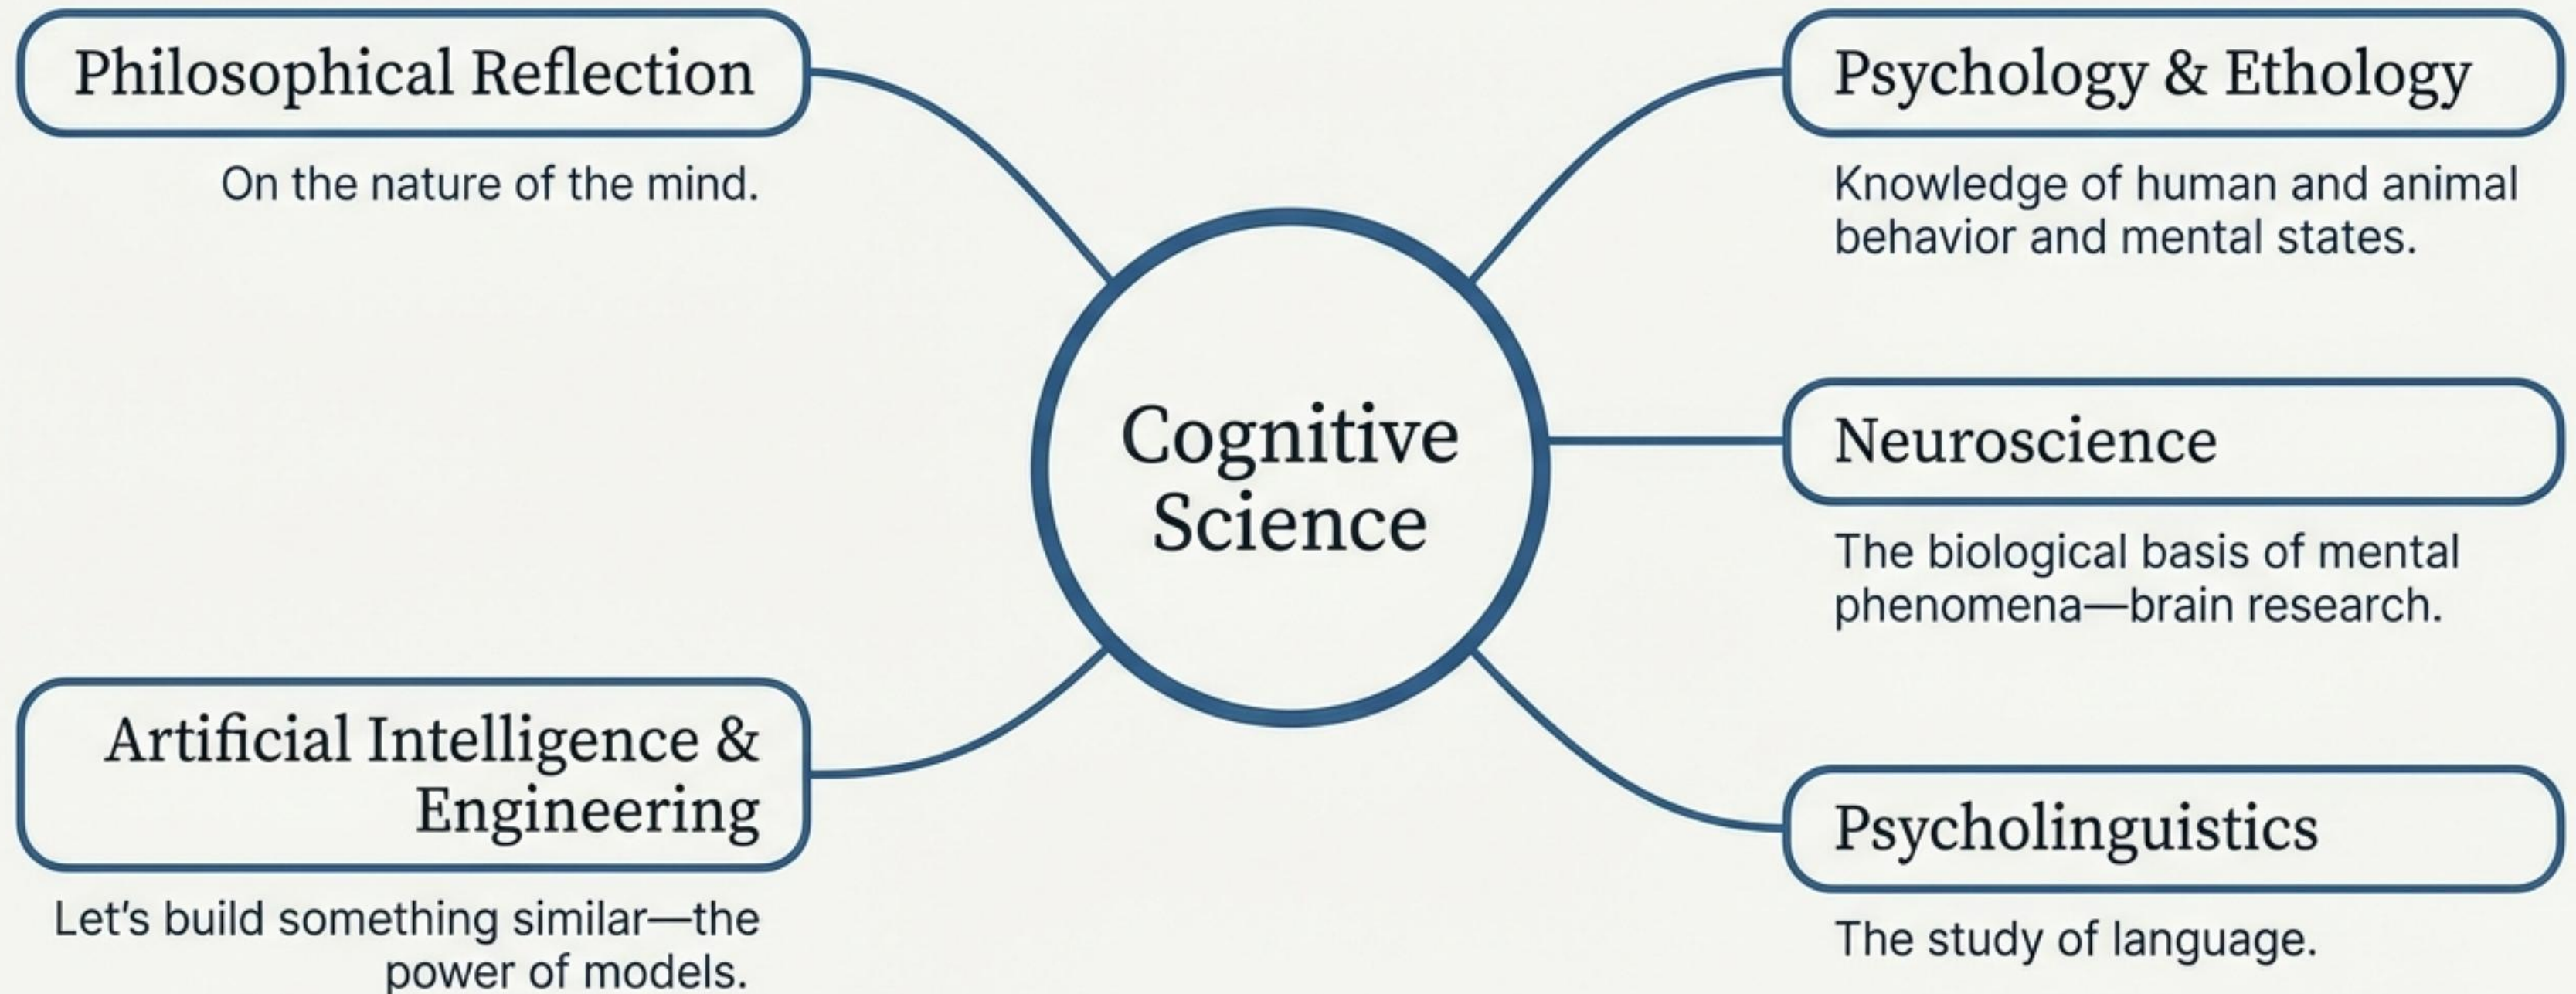 Philosophical Reflection
On the nature of the mind.
Artificial Intelligence &
Engineering
Let’s build something similar—the
power of models.
Cognitive
Science
Psychology & Ethology
Knowledge of human and animal
behavior and mental states.
Neuroscience
The biological basis of mental
phenomena—brain research.
Psycholinguistics
The study of language.